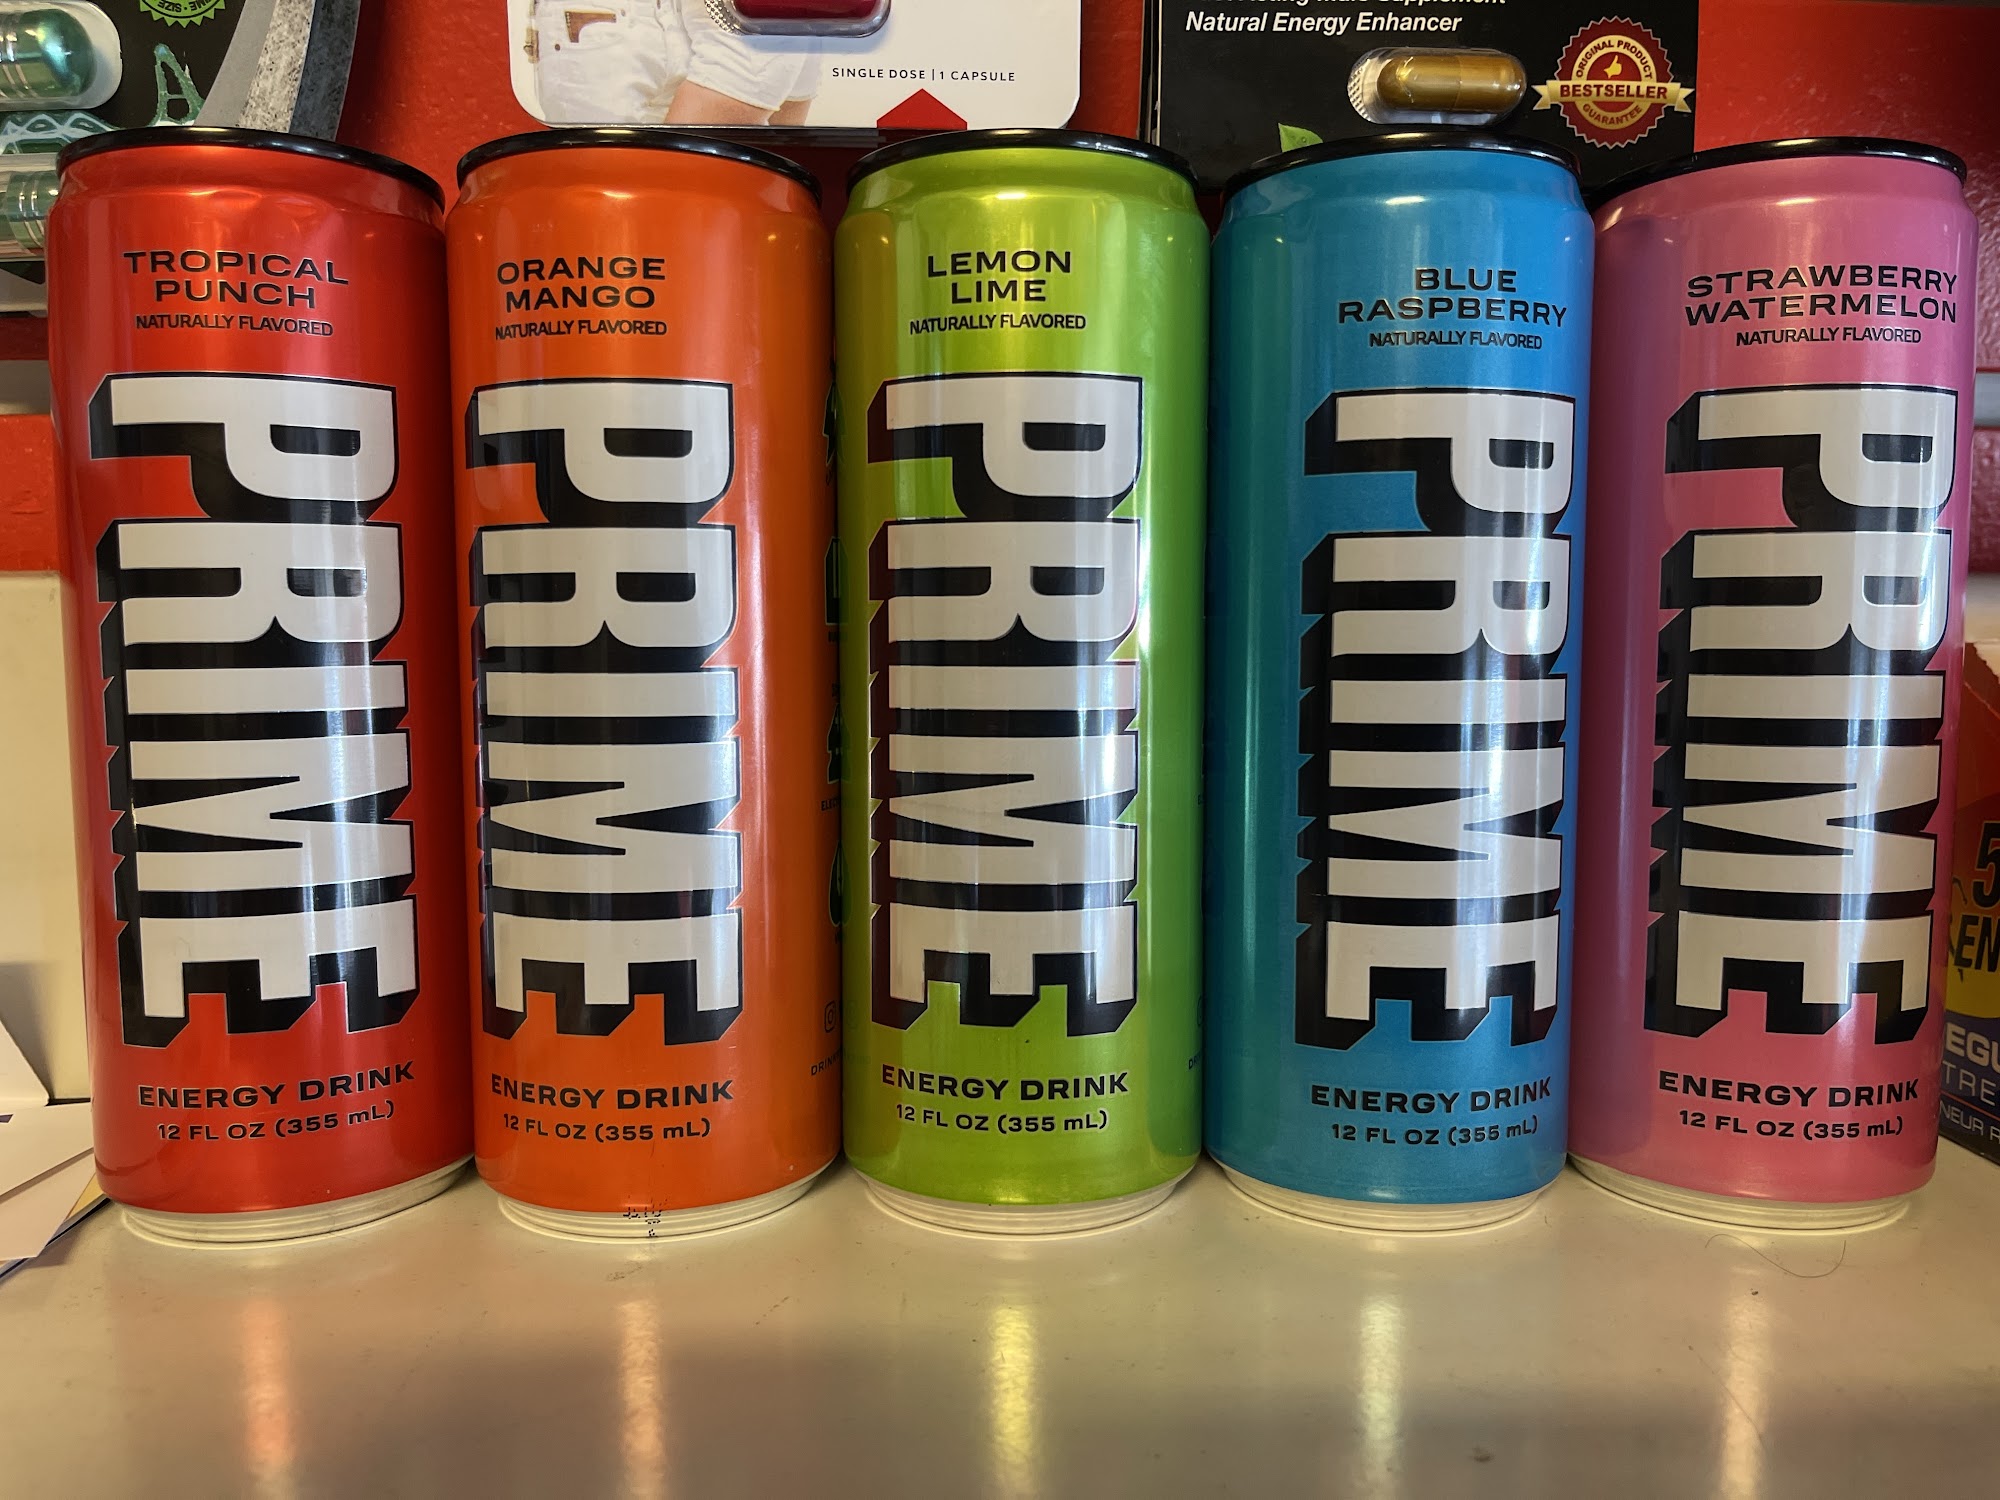 Natural Energy Enhancer
SINGLE DOSE | 1 CAPSULE
ORIGINAL PRODUCT
BESTSELLER
GUARANTEE
TROPICAL
PUNCH
NATURALLY FLAVORED
PRIME
ENERGY DRINK
12 FL OZ (355 mL)
ORANGE
MANGO
NATURALLY FLAVORED
PRIME
ENERGY DRINK
12 FL OZ (355 mL)
LEMON
LIME
NATURALLY FLAVORED
PRIME
ENERGY DRINK
12 FL OZ (355 mL)
BLUE
RASPBERRY
NATURALLY FLAVORED
PRIME
ENERGY DRINK
12 FL OZ (355 mL)
STRAWBERRY
WATERMELON
NATURALLY FLAVORED
PRIME
ENERGY DRINK
12 FL OZ (355 mL)